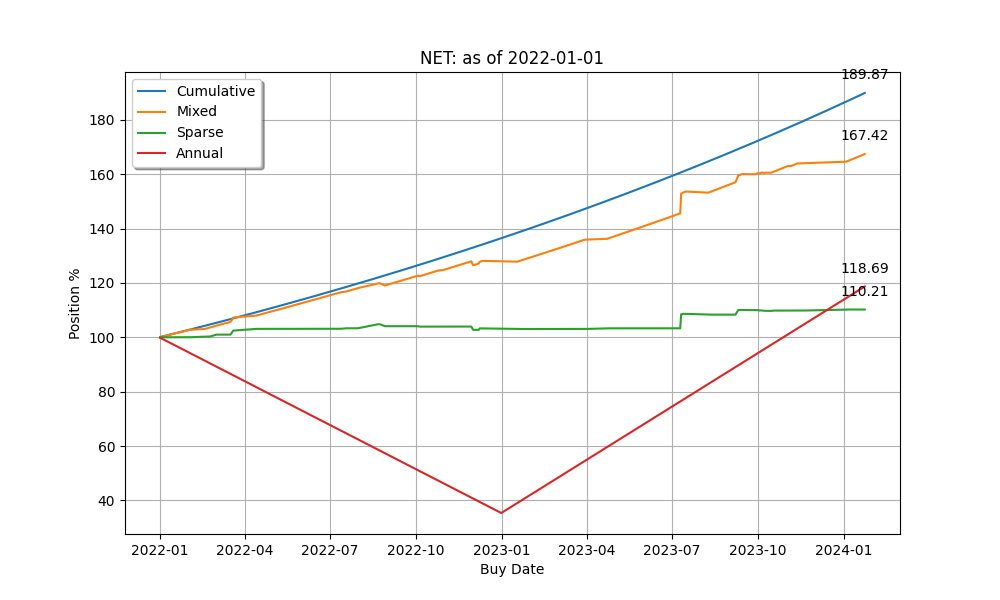 NET: as of 2022-01-01
Cumulative
Mixed
Sparse
Annual
189.87
167.42
118.69
110.21
Position %
180
160
140
120
100
80
60
40
2022-01 2022-04 2022-07 2022-10 2023-01 2023-04 2023-07 2023-10 2024-01
Buy Date